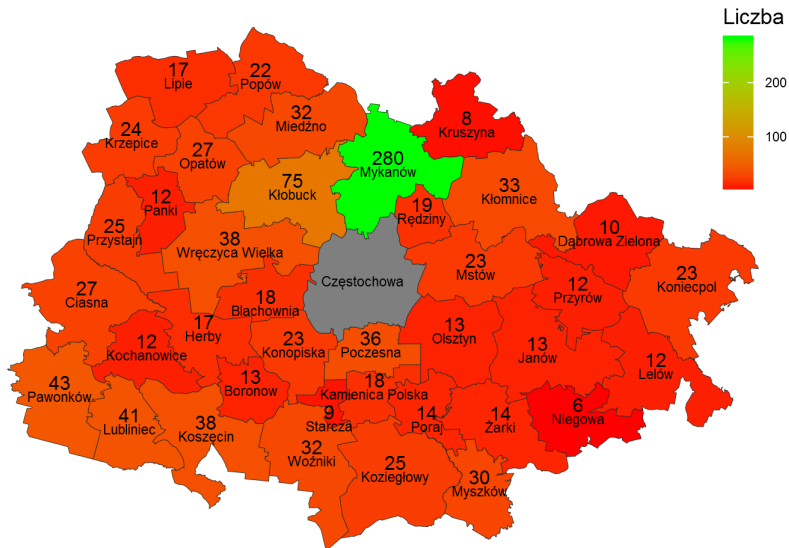 Liczba
200
100
17
Lipie
22
Popów
32
Miedźno
8
Kruszyna
24
Krzepice
27
Opatów
280
Mykanów
75
Kłobuck
33
Kłomnice
12
Panki
19
Rędziny
25
Przystajń
38
Wręczyca Wielka
10
Dąbrowa Zielona
23
Mstów
23
Koniecpol
27
Ciasna
18
Blachownia
Częstochowa
12
Przyrów
17
Herby
12
Kochanowice
23
Konopiska
36
Poczesna
13
Olsztyn
13
Janów
12
Lelów
43
Pawonków
13
Boronów
18
Kamienica Polska
6
Niegowa
41
Lubliniec
38
Koszęcin
9
Starcza
14
Poraj
14
Żarki
32
Woźniki
25
Koziegłowy
30
Myszków